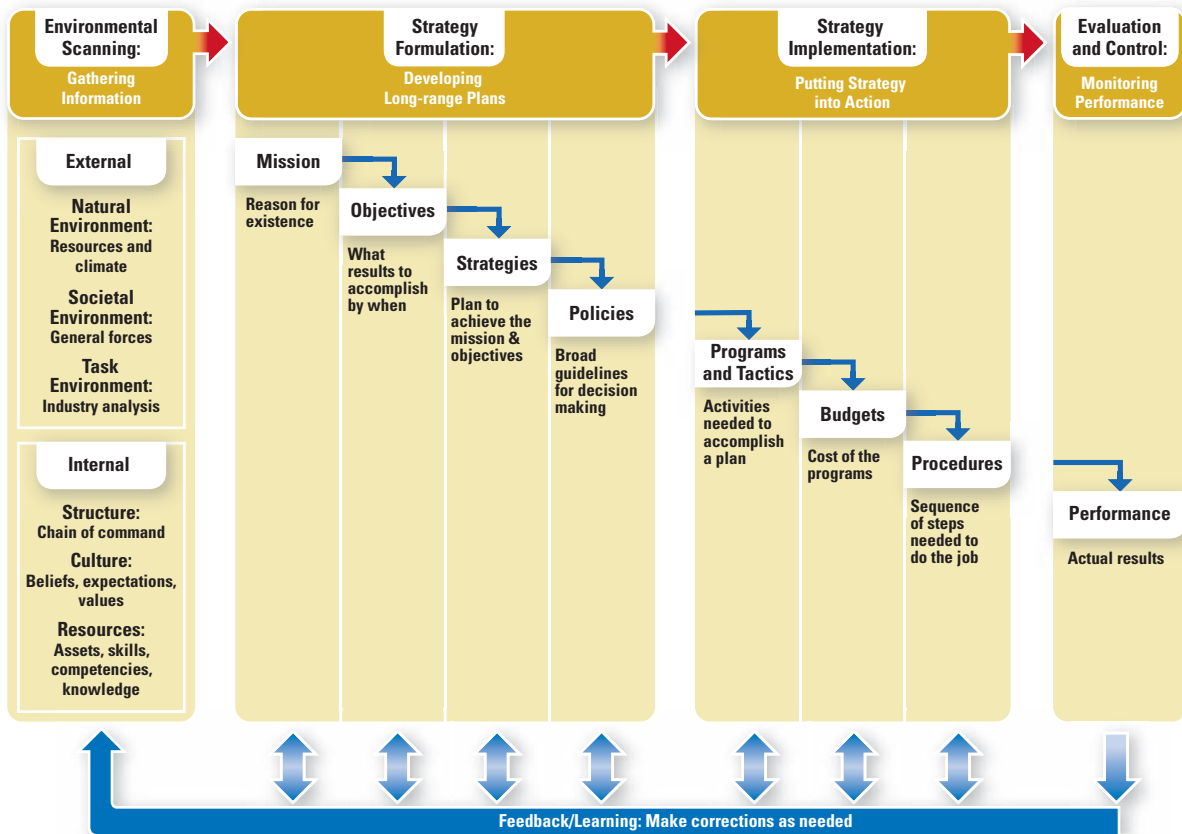 Environmental
Scanning:
Gathering
Information
Strategy
Formulation:
Developing
Long-range Plans
Strategy
Implementation:
Putting Strategy
into Action
Evaluation
and Control:
Monitoring
Performance
External
Natural
Environment:
Resources and
climate
Societal
Environment:
General forces
Task
Environment:
Industry analysis
Internal
Structure:
Chain of command
Culture:
Beliefs, expectations,
values
Resources:
Assets, skills,
competencies,
knowledge
Mission
Reason for
existence
Objectives
What
results to
accomplish
by when
Strategies
Plan to
achieve the
mission &
objectives
Policies
Broad
guidelines
for decision
making
Programs
and Tactics
Activities
needed to
accomplish
a plan
Budgets
Cost of the
programs
Procedures
Sequence
of steps
needed to
do the job
Performance
Actual results
Feedback/Learning: Make corrections as needed